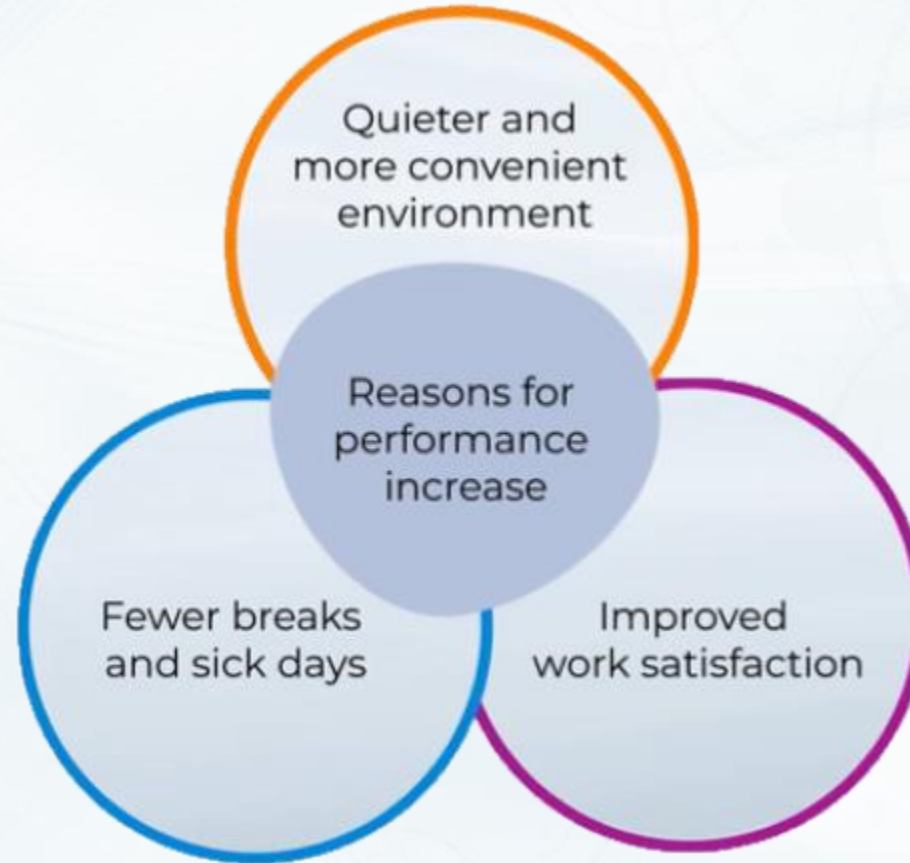 Quieter and
more convenient
environment
Reasons for
performance
increase
Fewer breaks
and sick days
Improved
work satisfaction